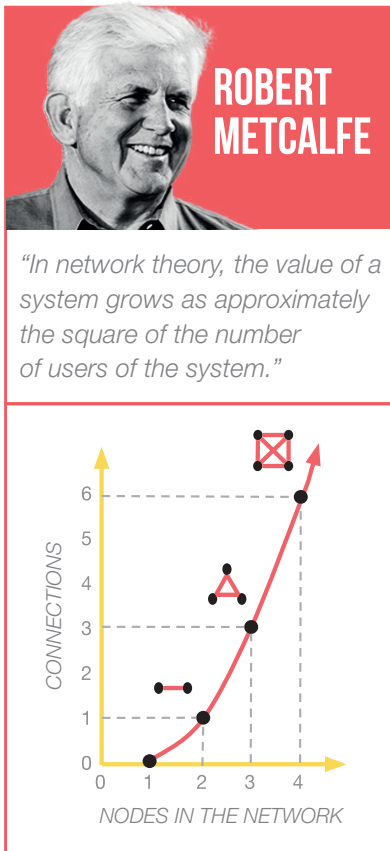 ROBERT
METCALFE
“In network theory, the value of a
system grows as approximately
the square of the number
of users of the system.”
CONNECTIONS
6
5
4
3
2
1
0
0 1 2 3 4
NODES IN THE NETWORK